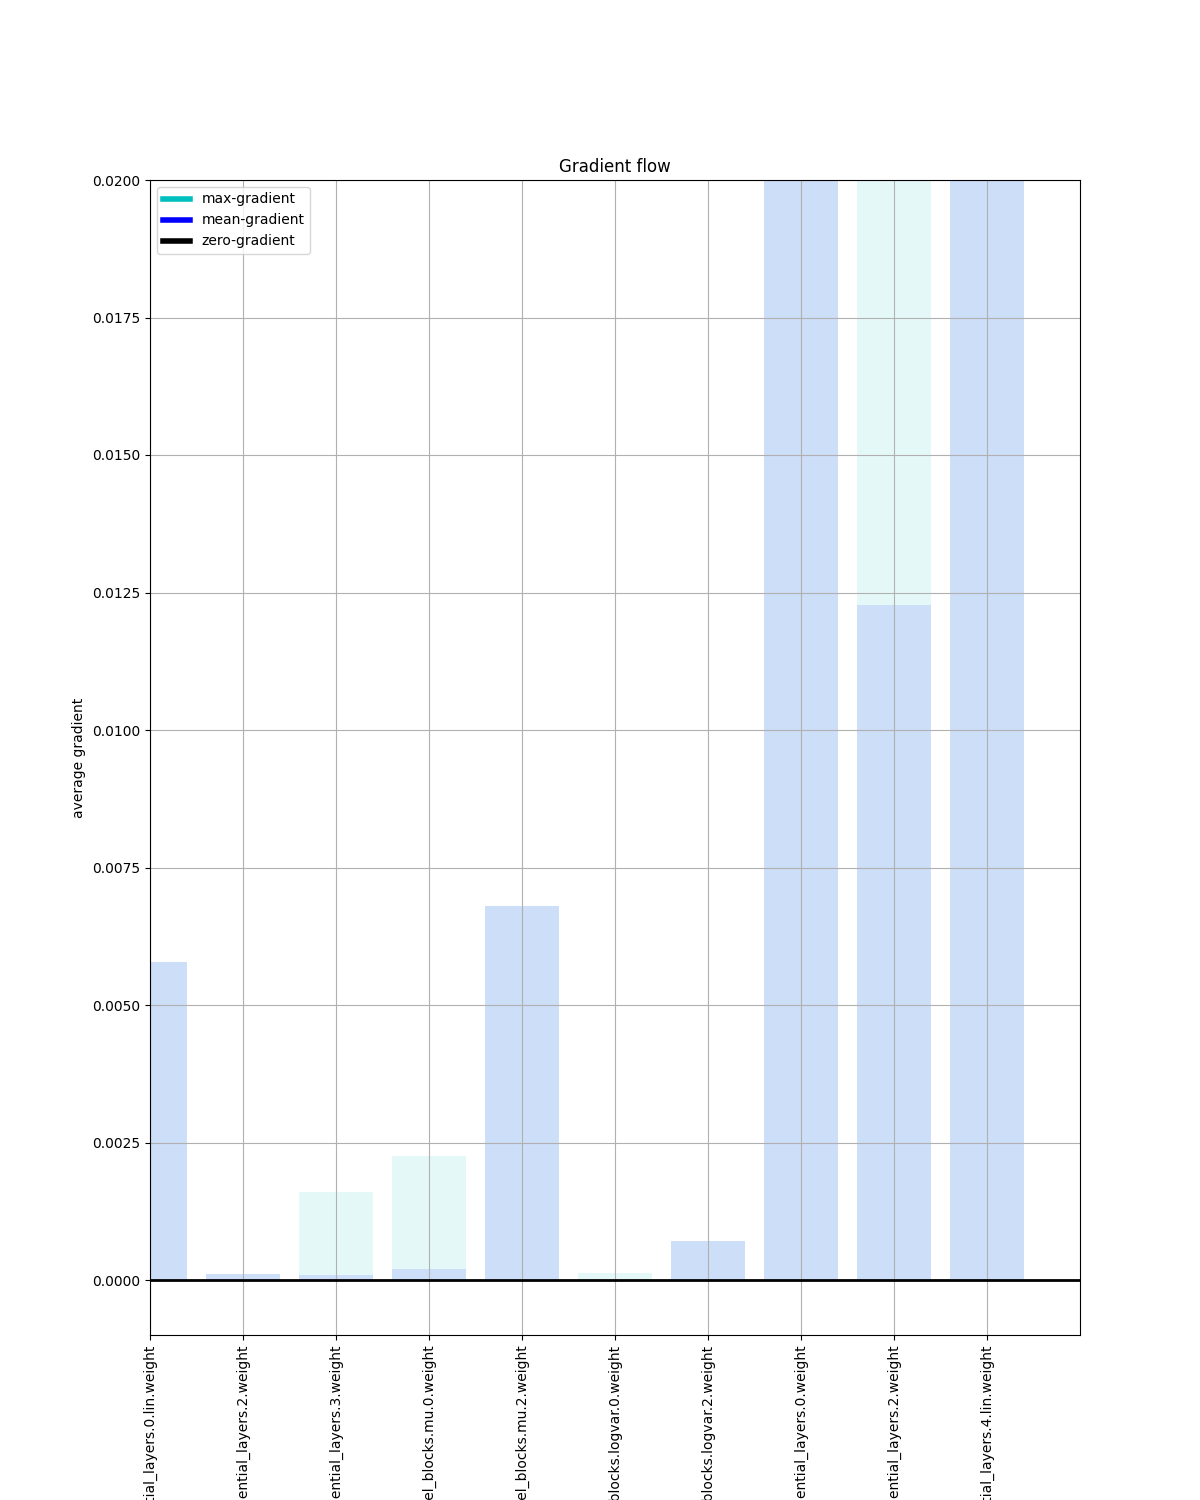 Gradient flow
max-gradient
mean-gradient
zero-gradient
0.0200
0.0175
0.0150
0.0125
0.0100
0.0075
0.0050
0.0025
0.0000
average gradient
tial_layers.0.lin.weight
ential_layers.2.weight
ential_layers.3.weight
el_blocks.mu.0.weight
el_blocks.mu.2.weight
blocks.logvar.0.weight
blocks.logvar.2.weight
ential_layers.0.weight
ential_layers.2.weight
tial_layers.4.lin.weight